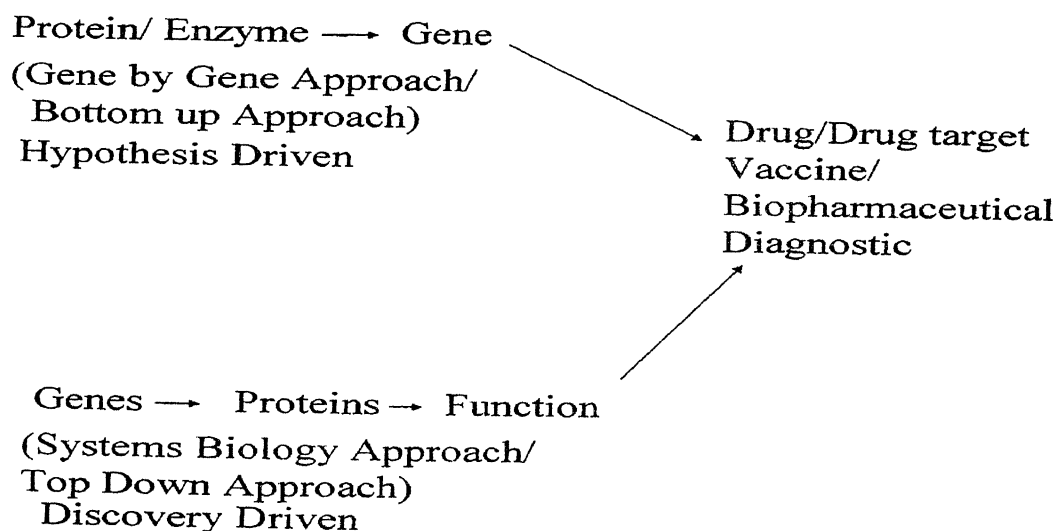 Protein/ Enzyme → Gene
(Gene by Gene Approach/
Bottom up Approach)
Hypothesis Driven
Drug/Drug target
Vaccine/
Biopharmaceutical
Diagnostic
Genes → Proteins → Function
(Systems Biology Approach/
Top Down Approach)
Discovery Driven